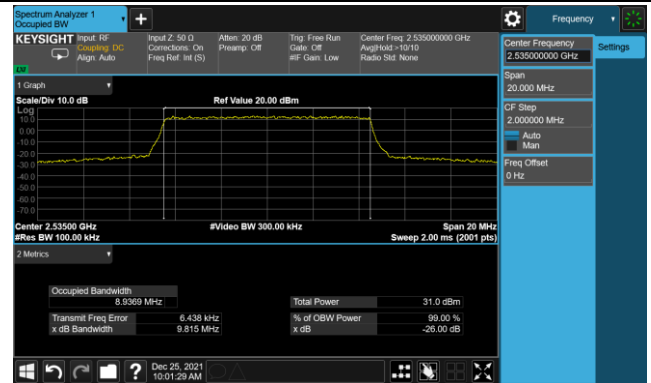 Spectrum Analyzer 1
Occupied BW
Frequency
KEYSIGHT
Input: RF
Coupling: DC
Align: Auto
Input Z: 50 Ω
Corrections: On
Freq Ref: Int (S)
Atten: 20 dB
Preamp: Off
Trig: Free Run
Gate: Off
#IF Gain: Low
Center Freq: 2.535000000 GHz
Avg|Hold:>10/10
Radio Std: None
Center Frequency
2.535000000 GHz
Settings
Span
20.000 MHz
CF Step
2.000000 MHz
Auto
Man
Freq Offset
0 Hz
1 Graph
Scale/Div 10.0 dB
Ref Value 20.00 dBm
Log
10.0
0.00
-10.0
-20.0
-30.0
-40.0
-50.0
-60.0
-70.0
Center 2.53500 GHz
#Video BW 300.00 kHz
Span 20 MHz
#Res BW 100.00 kHz
Sweep 2.00 ms (2001 pts)
2 Metrics
Occupied Bandwidth
8.9369 MHz
Total Power 31.0 dBm
Transmit Freq Error 6.438 kHz
% of OBW Power 99.00 %
x dB Bandwidth 9.815 MHz
x dB -26.00 dB
?
Dec 25, 2021
10:01:29 AM